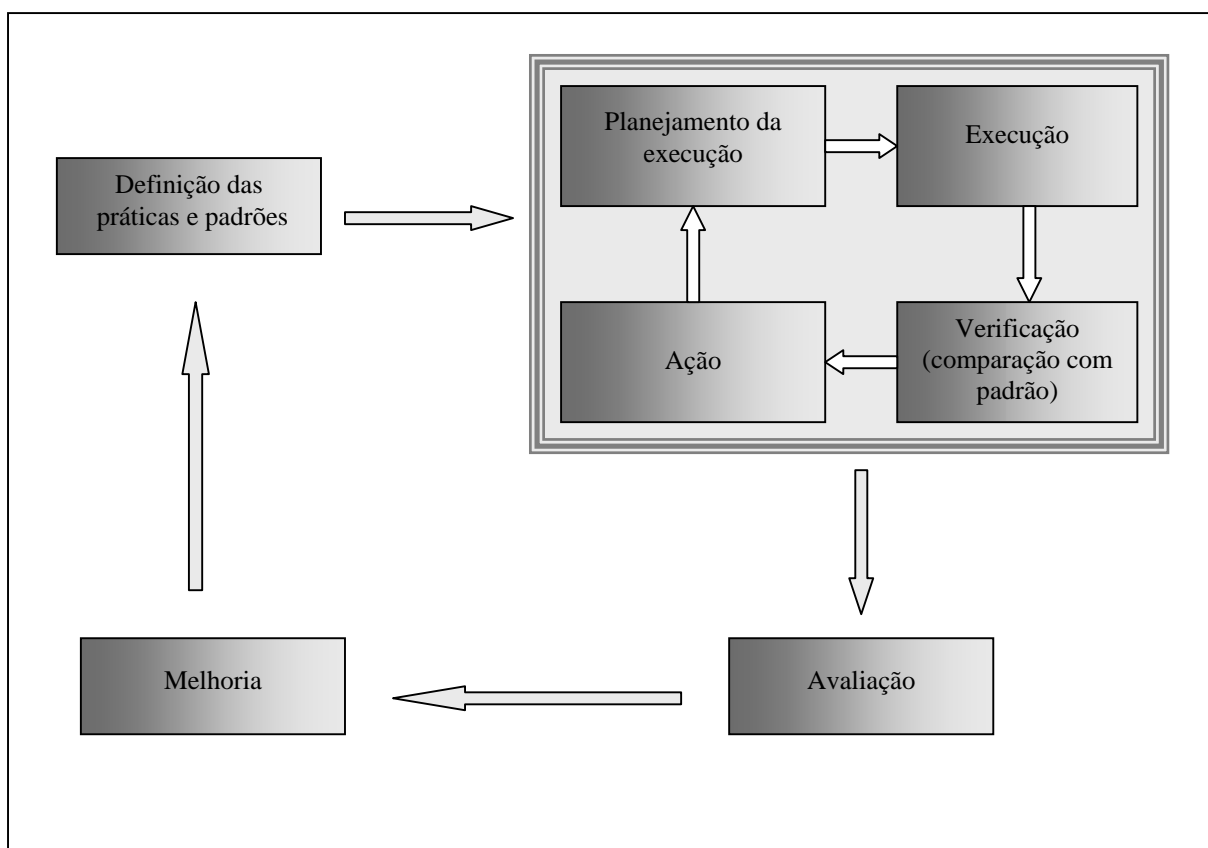 Planejamento da
execução
Execução
Definição das
práticas e padrões
Ação
Verificação
(comparação com
padrão)
Melhoria
Avaliação